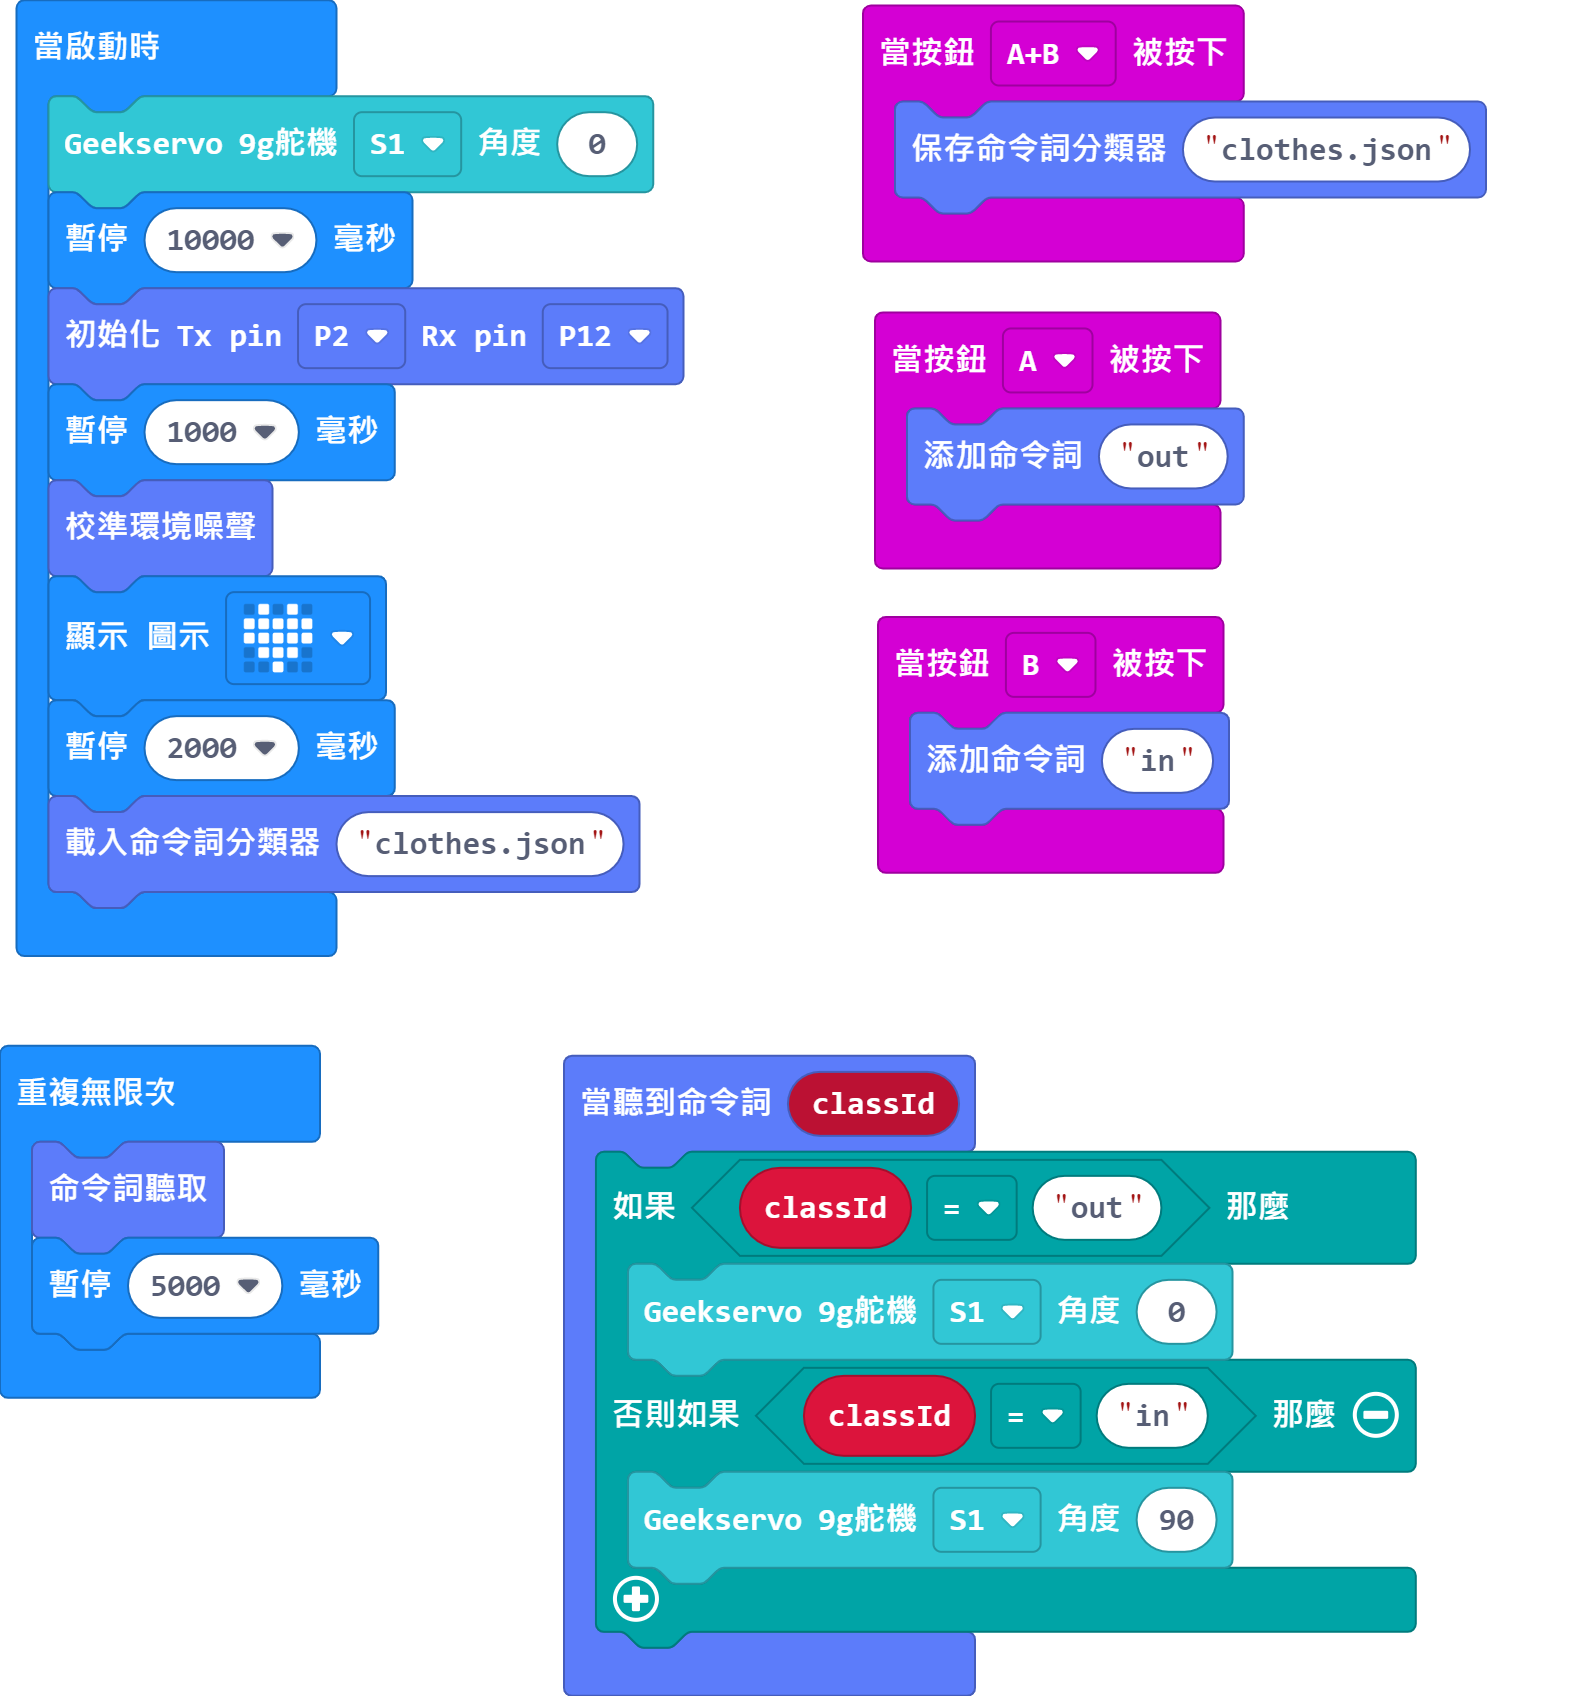 當啟動時
Geekservo 9g舵機 S1 角度 0
暫停 10000 毫秒
初始化 Tx pin P2 Rx pin P12
暫停 1000 毫秒
校準環境噪聲
顯示 圖示
暫停 2000 毫秒
載入命令詞分類器 "clothes.json"
當按鈕 A+B 被按下
保存命令詞分類器 "clothes.json"
當按鈕 A 被按下
添加命令詞 "out"
當按鈕 B 被按下
添加命令詞 "in"
重複無限次
命令詞聽取
暫停 5000 毫秒
當聽到命令詞 classId
如果 classId = "out" 那麼
Geekservo 9g舵機 S1 角度 0
否則如果 classId = "in" 那麼
Geekservo 9g舵機 S1 角度 90